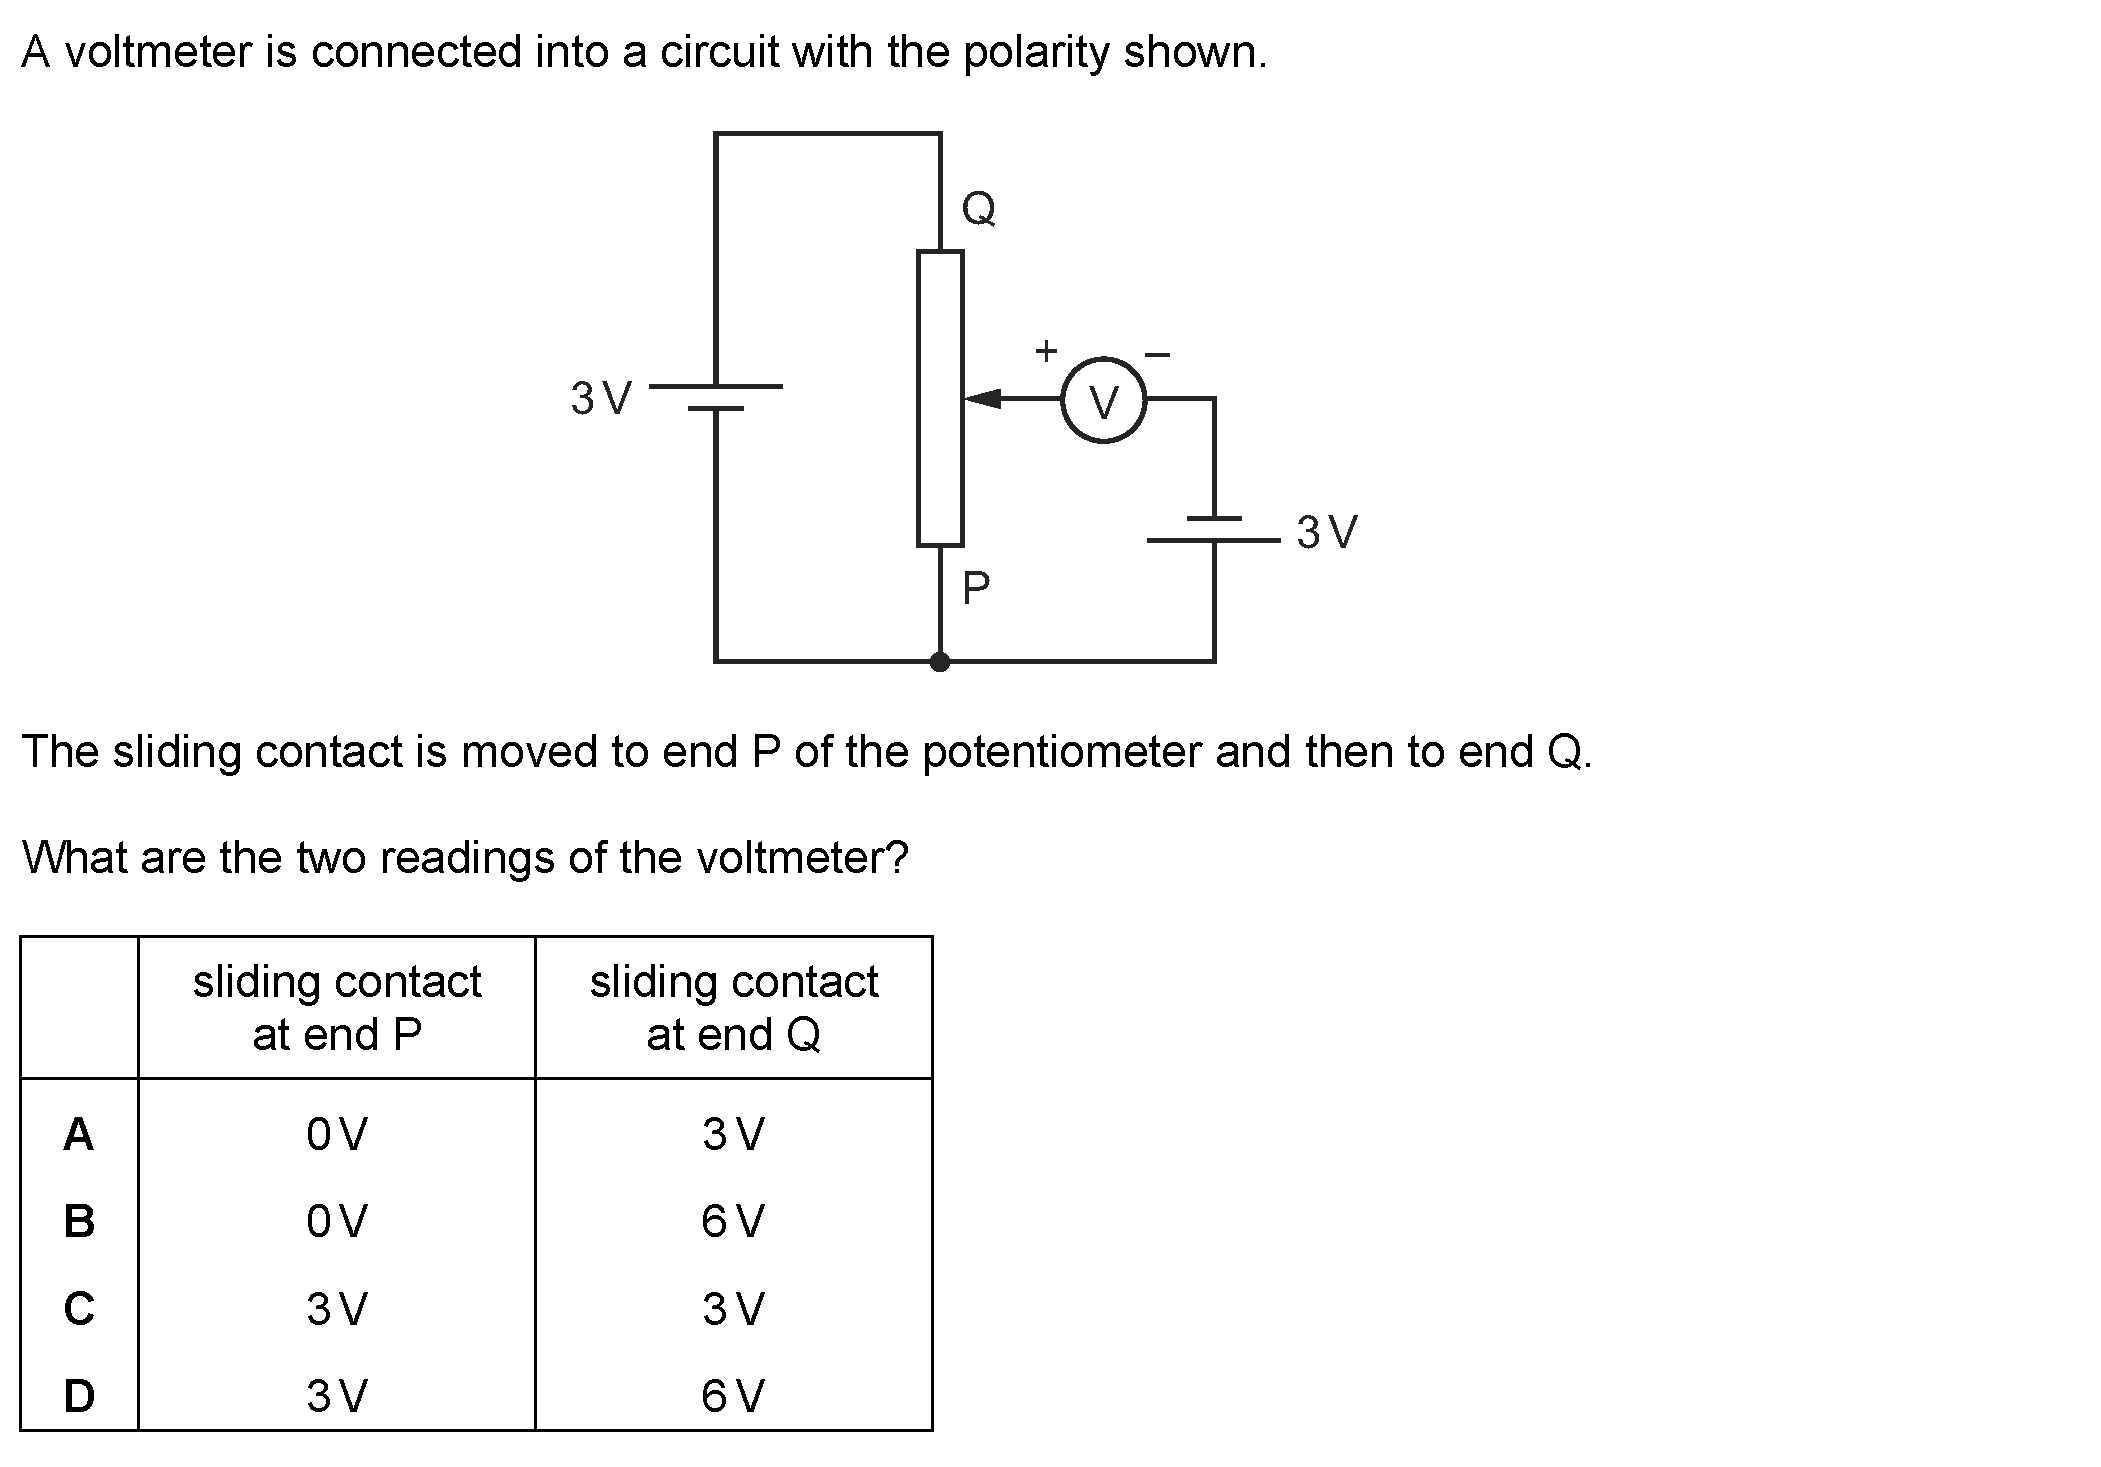 A voltmeter is connected into a circuit with the polarity shown.
Q
+ −
3 V
V
3 V
P
The sliding contact is moved to end P of the potentiometer and then to end Q.
What are the two readings of the voltmeter?
sliding contact at end P
sliding contact at end Q
A 0 V 3 V
B 0 V 6 V
C 3 V 3 V
D 3 V 6 V